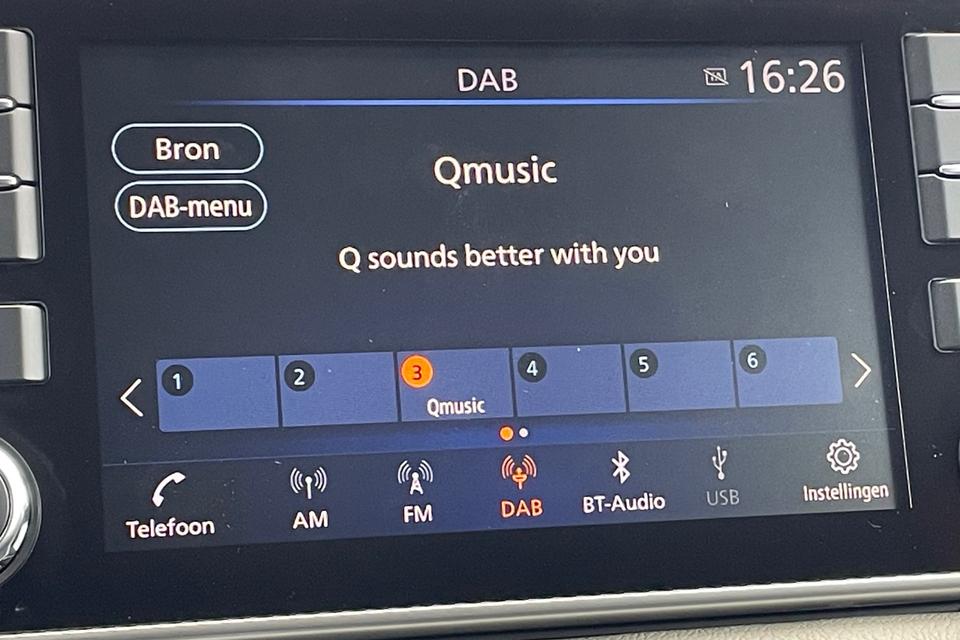 DAB
TA 16:26
Bron
Qmusic
DAB-menu
Q sounds better with you
1 2 3 4 5 6
Qmusic
Telefoon AM FM DAB BT-Audio USB Instellingen